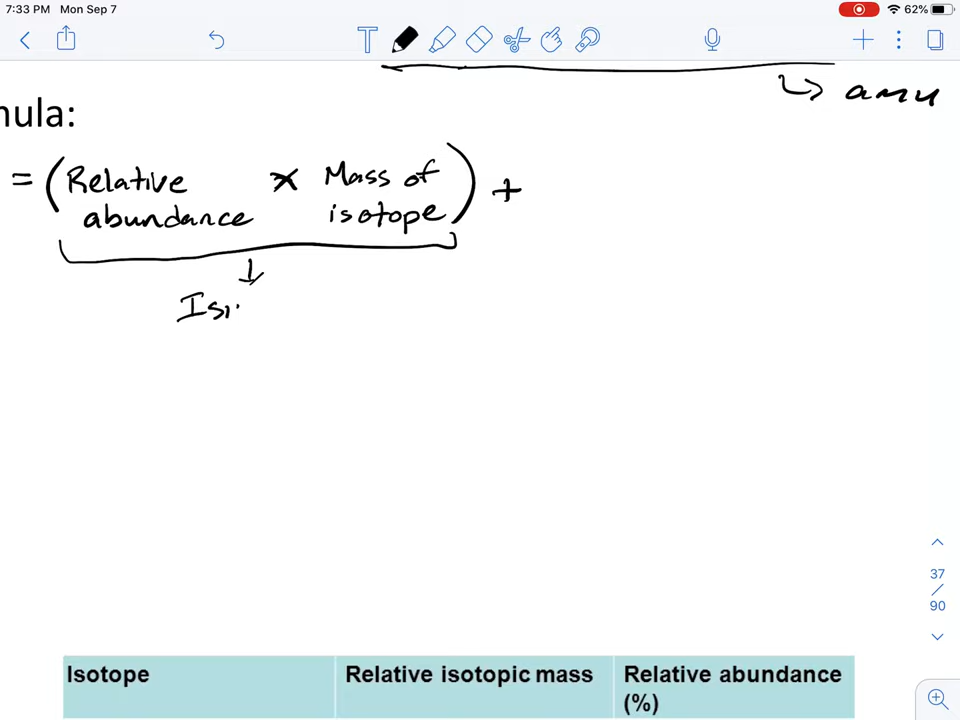 7:33 PM Mon Sep 7
62%
T
amu
nula:
= (Relative abundance × Mass of isotope) +
Iso
37
/
90
Isotope Relative isotopic mass Relative abundance
(%)